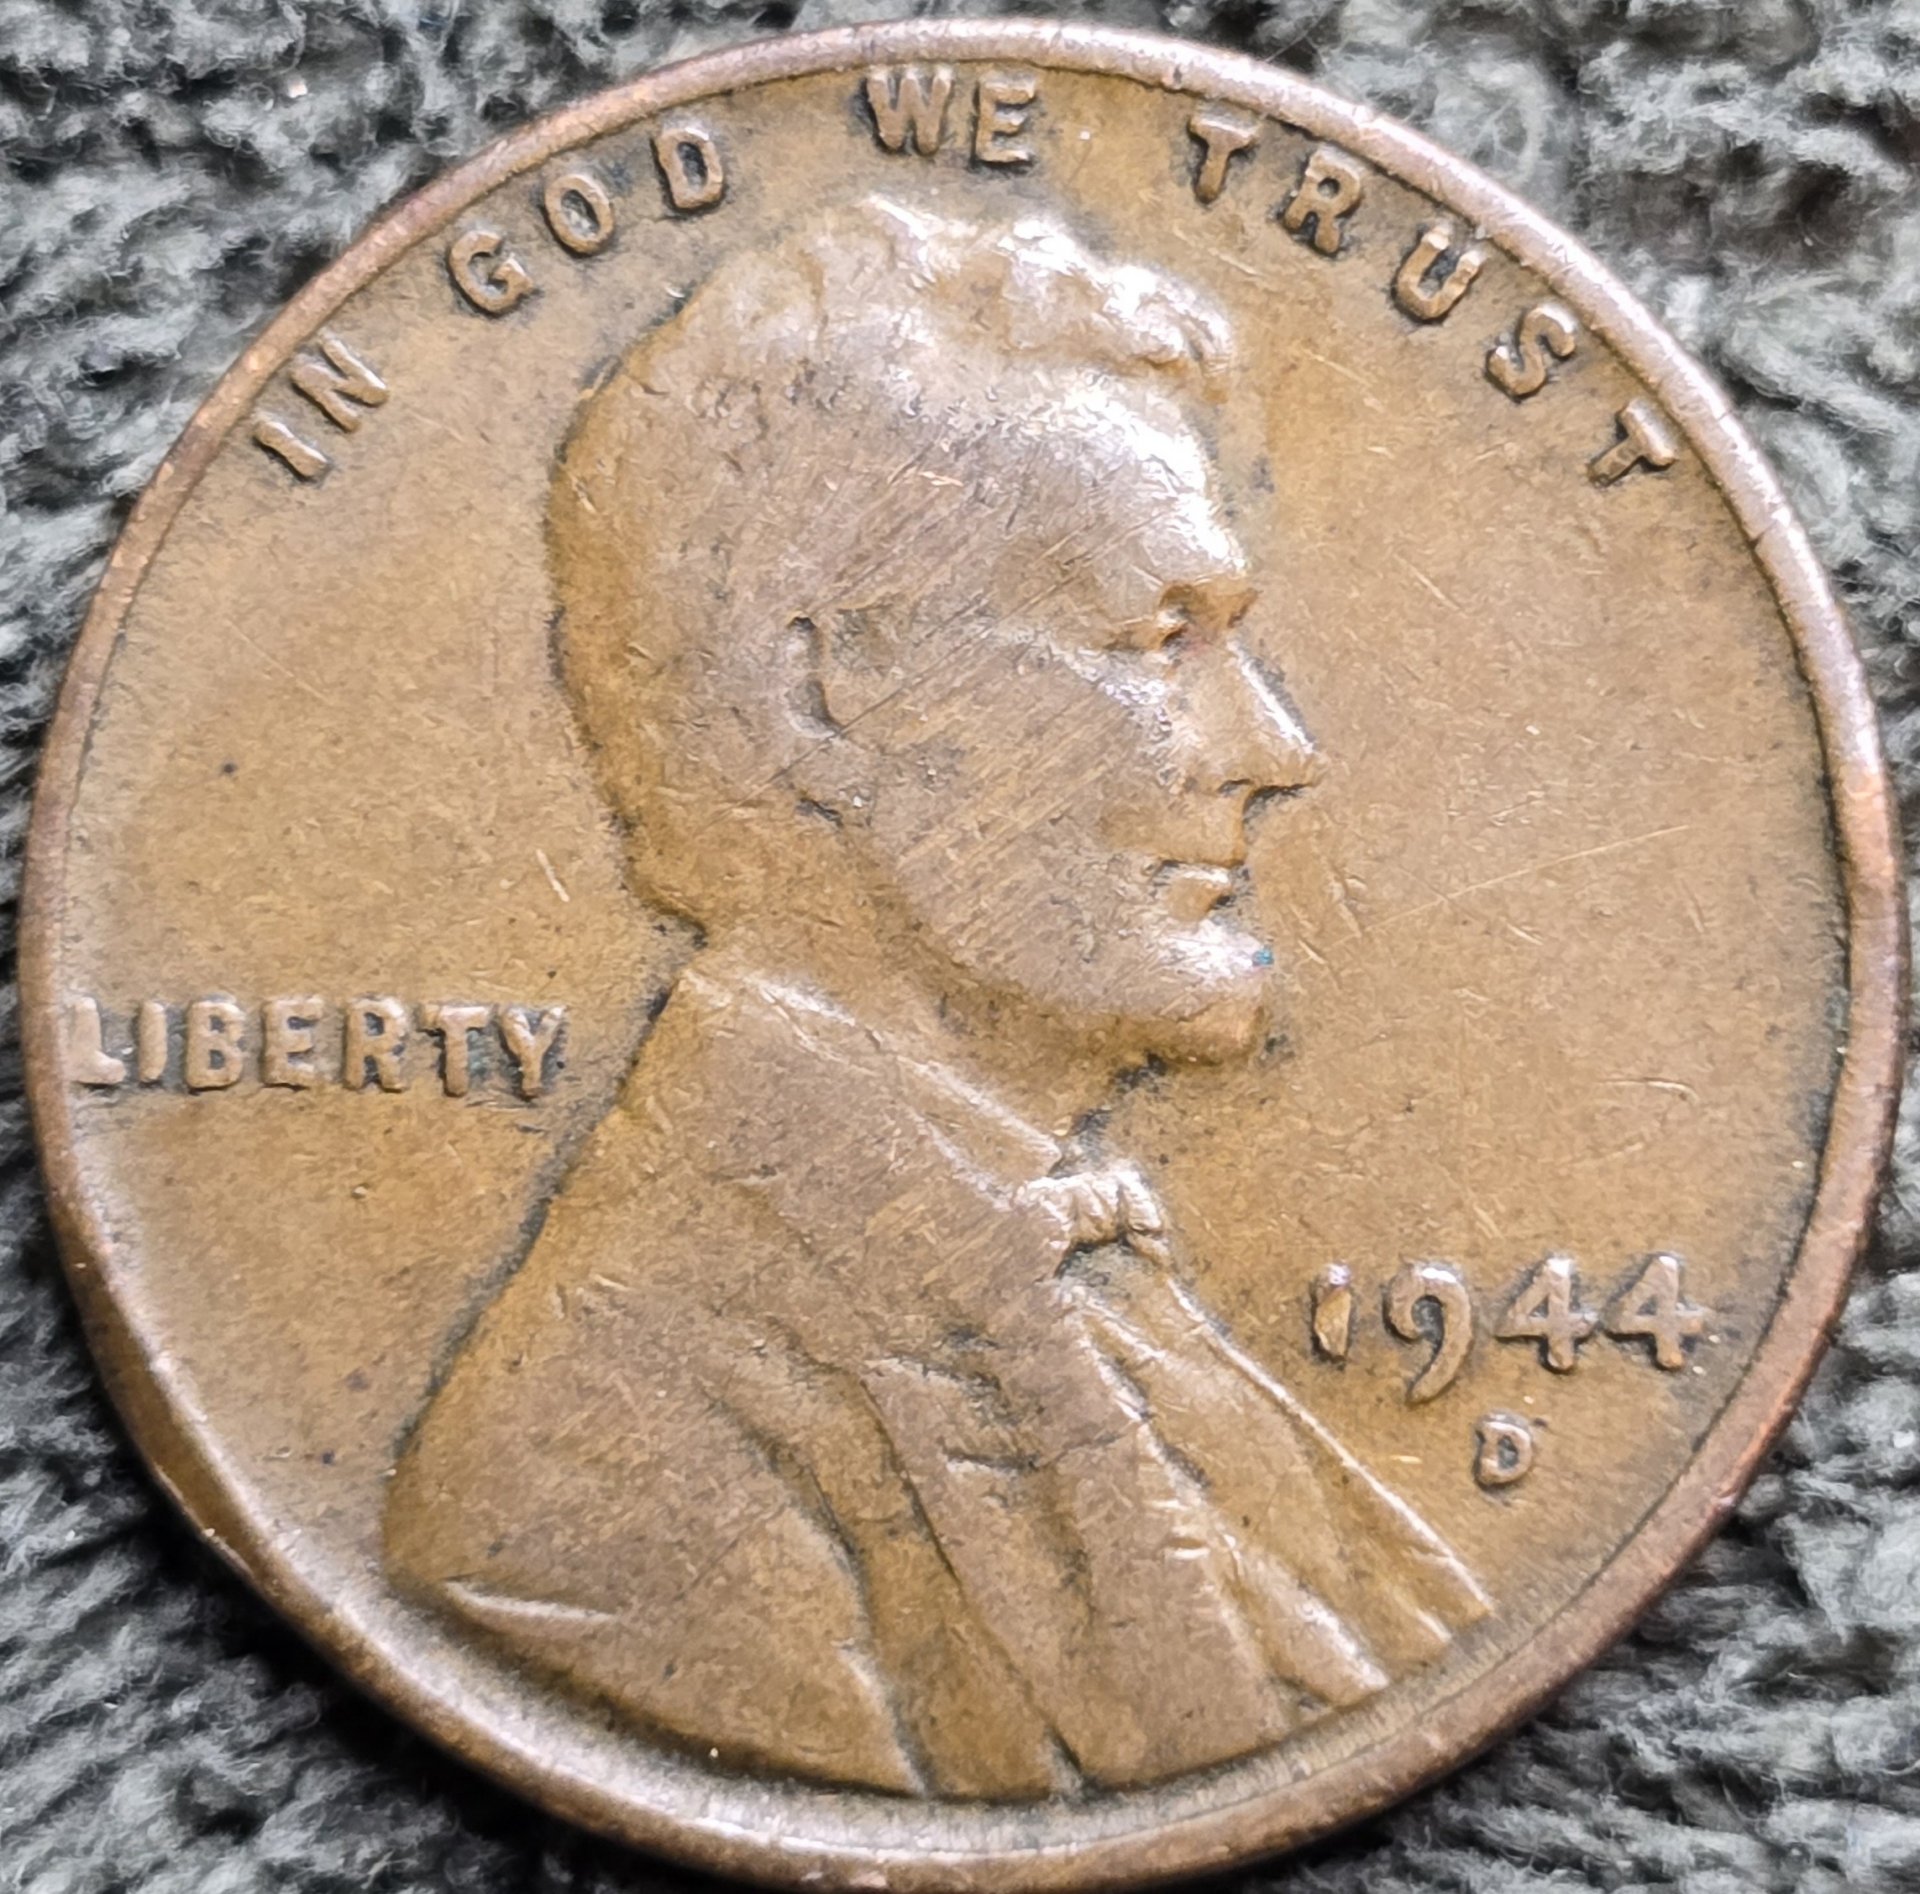 IN GOD WE TRUST
LIBERTY
1944
D